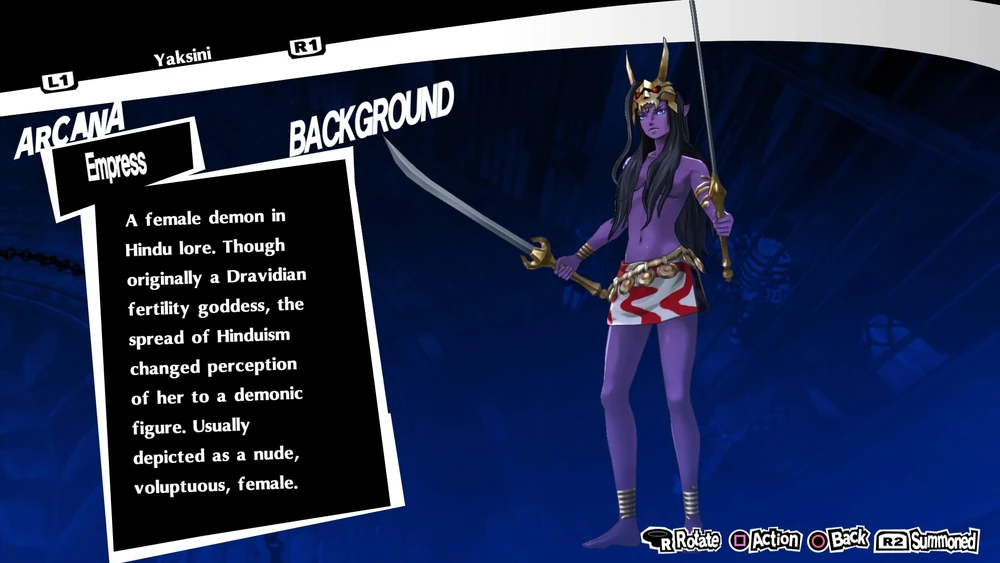 Yaksini
L1
R1
ARCANA
Empress
BACKGROUND
A female demon in
Hindu lore. Though
originally a Dravidian
fertility goddess, the
spread of Hinduism
changed perception
of her to a demonic
figure. Usually
depicted as a nude,
voluptuous, female.
R Rotate Action Back R2 Summoned